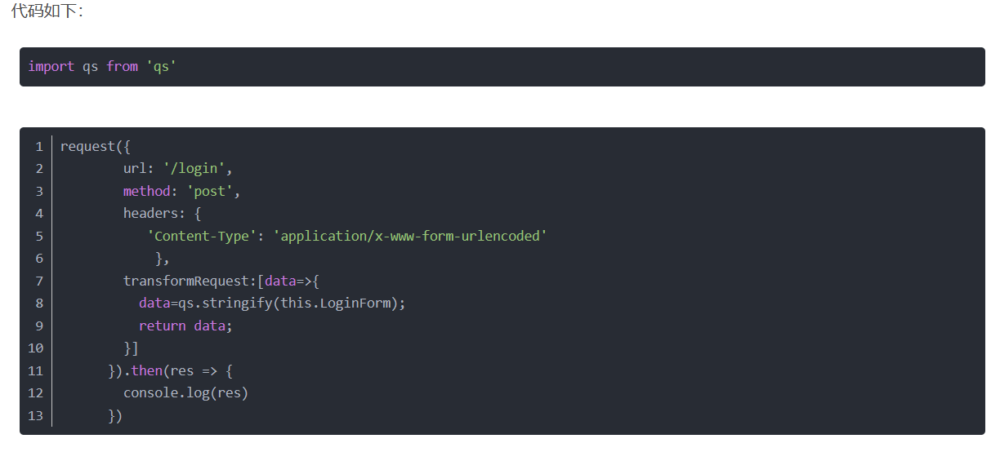 代码如下：
import qs from 'qs'
1 request({
2         url: '/login',
3         method: 'post',
4         headers: {
5            'Content-Type': 'application/x-www-form-urlencoded'
6             },
7         transformRequest:[data=>{
8           data=qs.stringify(this.LoginForm);
9           return data;
10         }]
11       }).then(res => {
12         console.log(res)
13       })